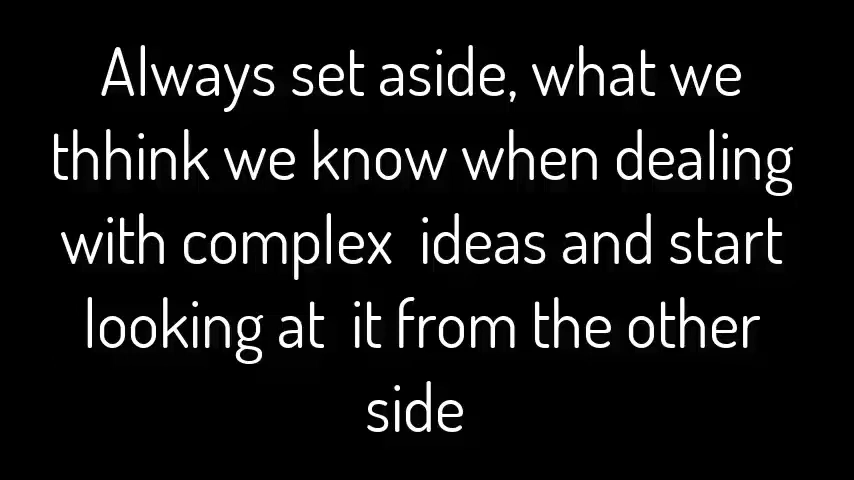 Always set aside, what we
thhink we know when dealing
with complex  ideas and start
looking at  it from the other
side